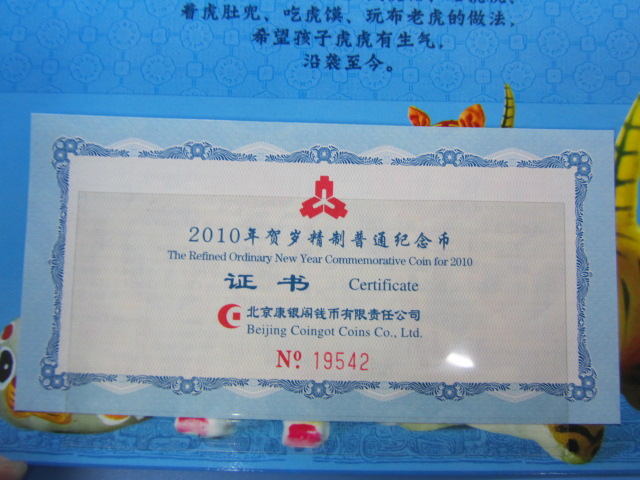 着虎肚兜、吃虎馍、玩布老虎的做法,
希望孩子虎虎有生气,
沿袭至今。
2010年贺岁精制普通纪念币
The Refined Ordinary New Year Commemorative Coin for 2010
证书 Certificate
北京康银阁钱币有限责任公司
Beijing Coingot Coins Co., Ltd.
No. 19542